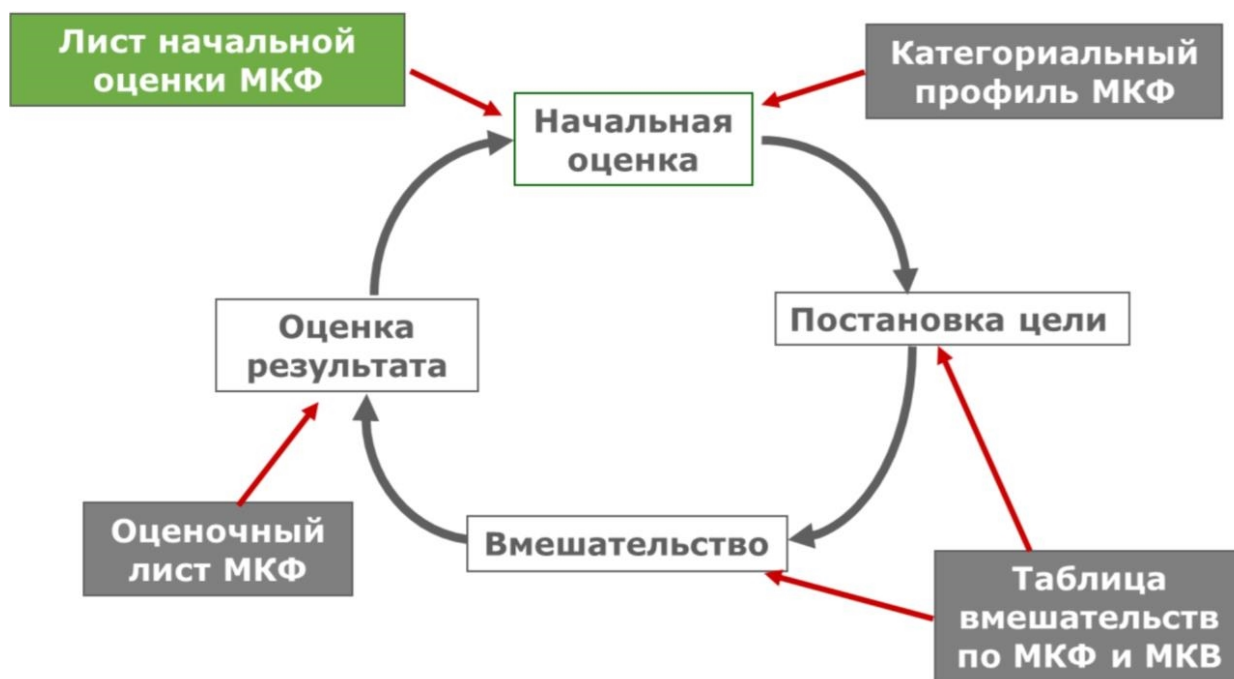 Лист начальной
оценки МКФ
Категориальный
профиль МКФ
Начальная
оценка
Оценка
результата
Постановка цели
Оценочный
лист МКФ
Вмешательство
Таблица
вмешательств
по МКФ и МКВ